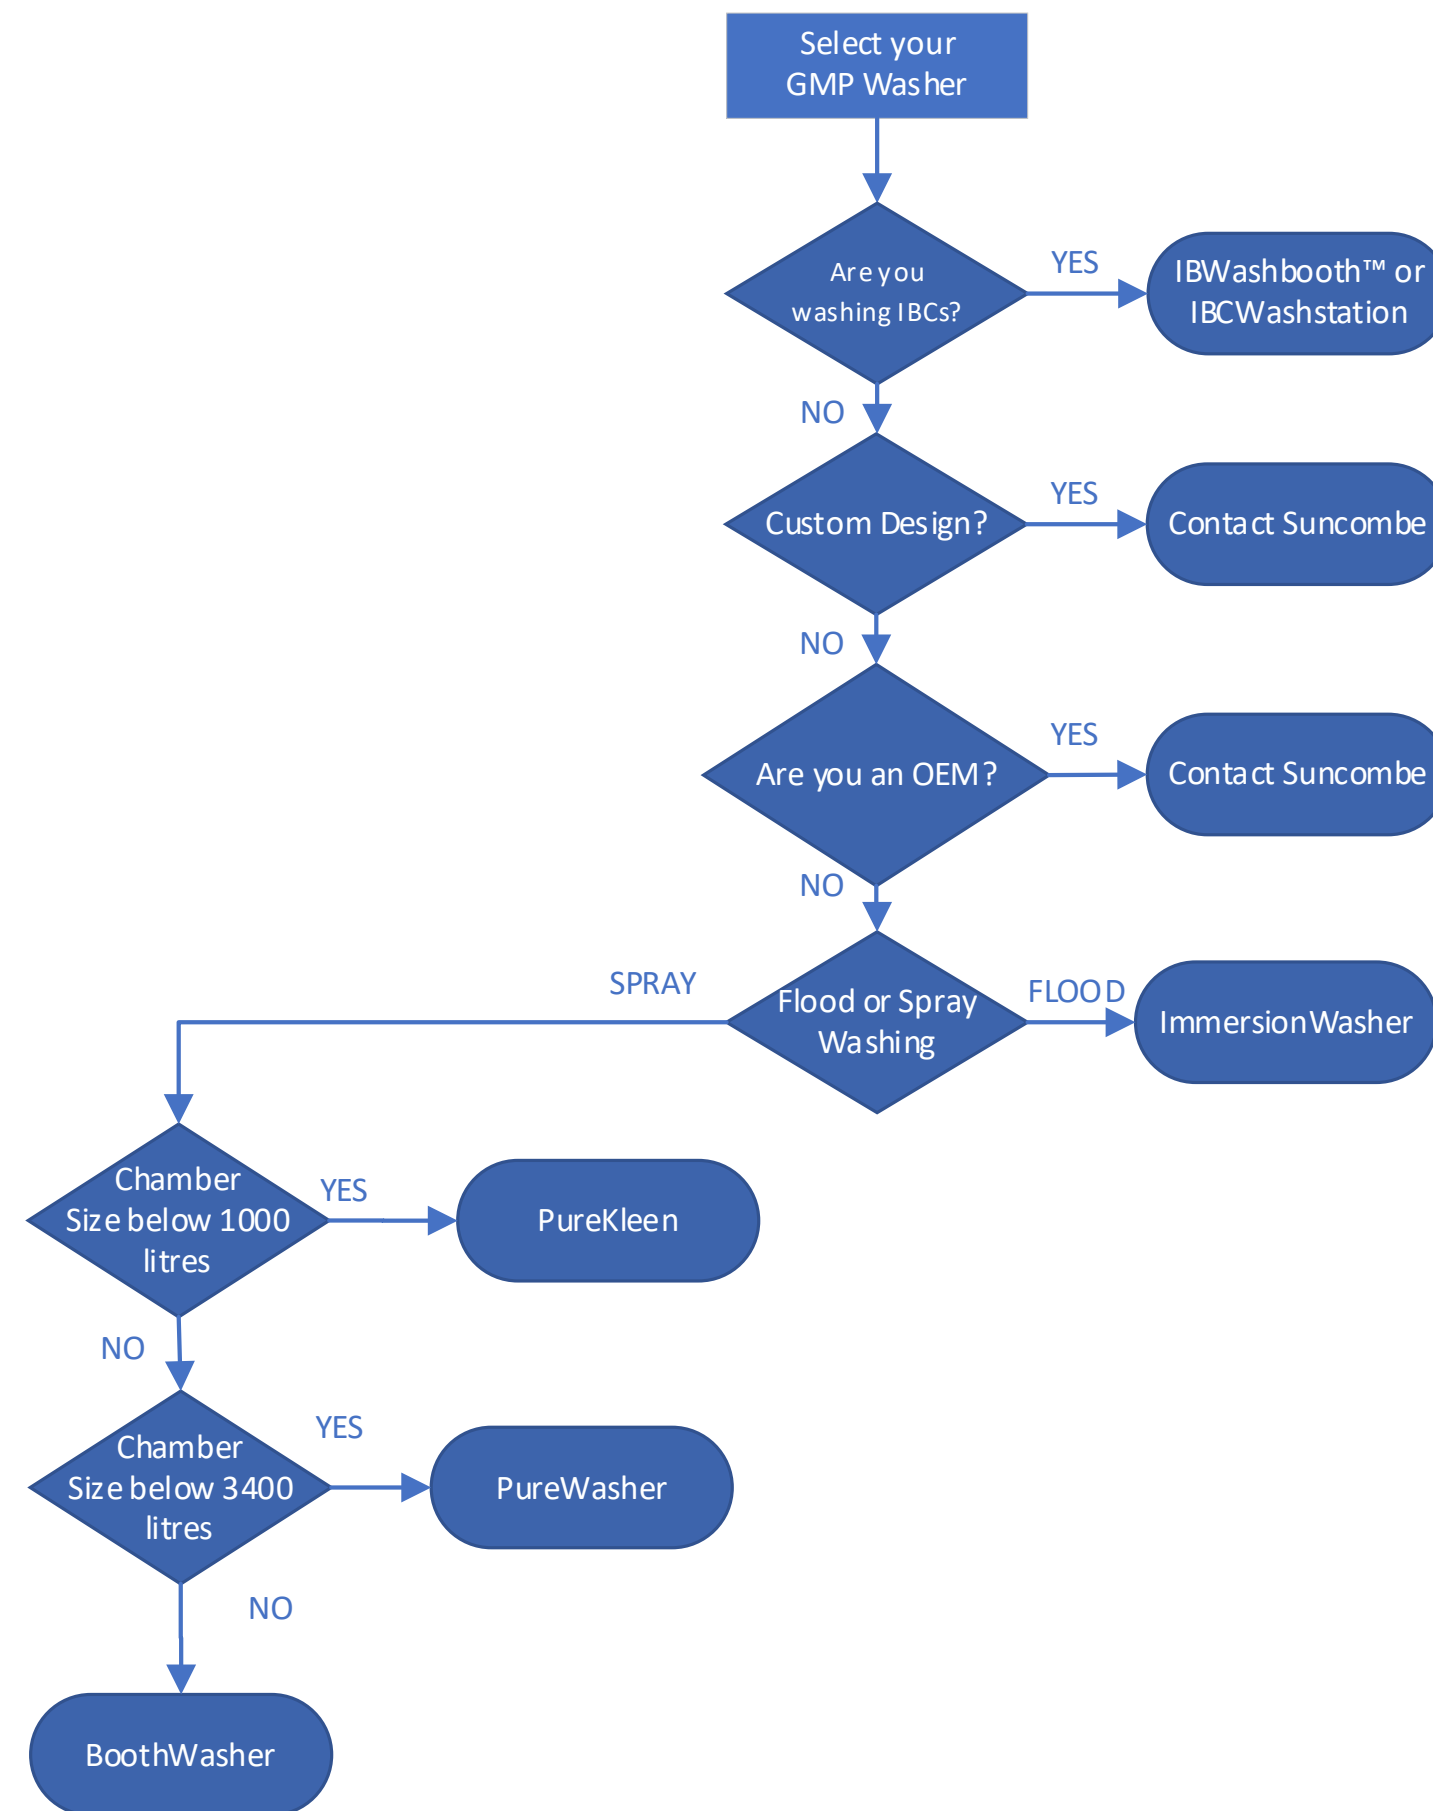 Select your
GMP Washer
Are you
washing IBCs?
YES
IBWashbooth™ or
IBCWashstation
NO
Custom Design?
YES
Contact Suncombe
NO
Are you an OEM?
YES
Contact Suncombe
NO
SPRAY
Flood or Spray
Washing
FLOOD
ImmersionWasher
Chamber
Size below 1000
litres
YES
PureKleen
NO
Chamber
Size below 3400
litres
YES
PureWasher
NO
BoothWasher